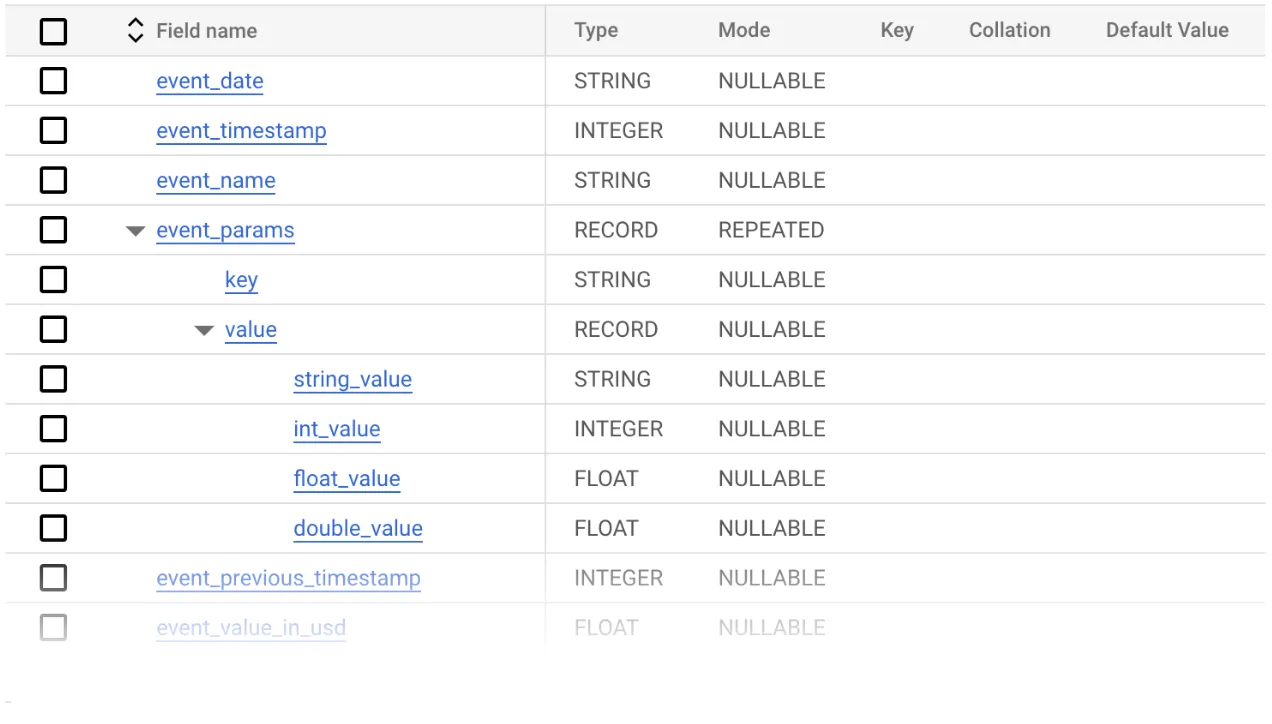 Field name Type Mode Key Collation Default Value
event_date STRING NULLABLE
event_timestamp INTEGER NULLABLE
event_name STRING NULLABLE
event_params RECORD REPEATED
key STRING NULLABLE
value RECORD NULLABLE
string_value STRING NULLABLE
int_value INTEGER NULLABLE
float_value FLOAT NULLABLE
double_value FLOAT NULLABLE
event_previous_timestamp INTEGER NULLABLE
event_value_in_usd FLOAT NULLABLE